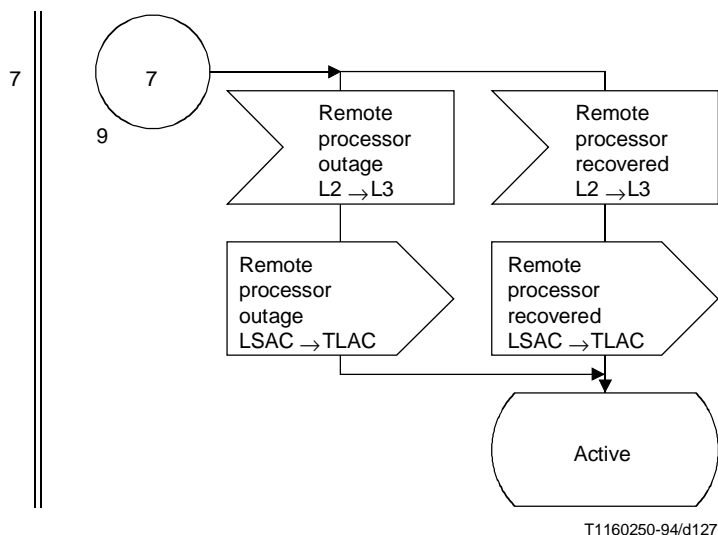 7
7
9
Remote
processor
outage
L2 → L3
Remote
processor
recovered
L2 → L3
Remote
processor
outage
LSAC → TLAC
Remote
processor
recovered
LSAC → TLAC
Active
T1160250-94/d127